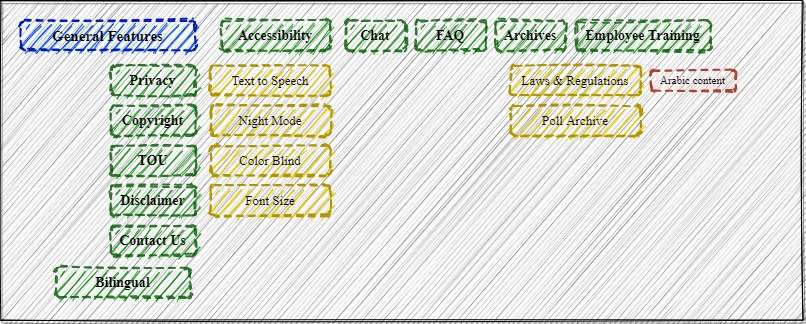 General Features
Accessibility
Chat
FAQ
Archives
Employee Training
Privacy
Text to Speech
Laws & Regulations
Arabic content
Copyright
Night Mode
Poll Archive
TOU
Color Blind
Disclaimer
Font Size
Contact Us
Bilingual